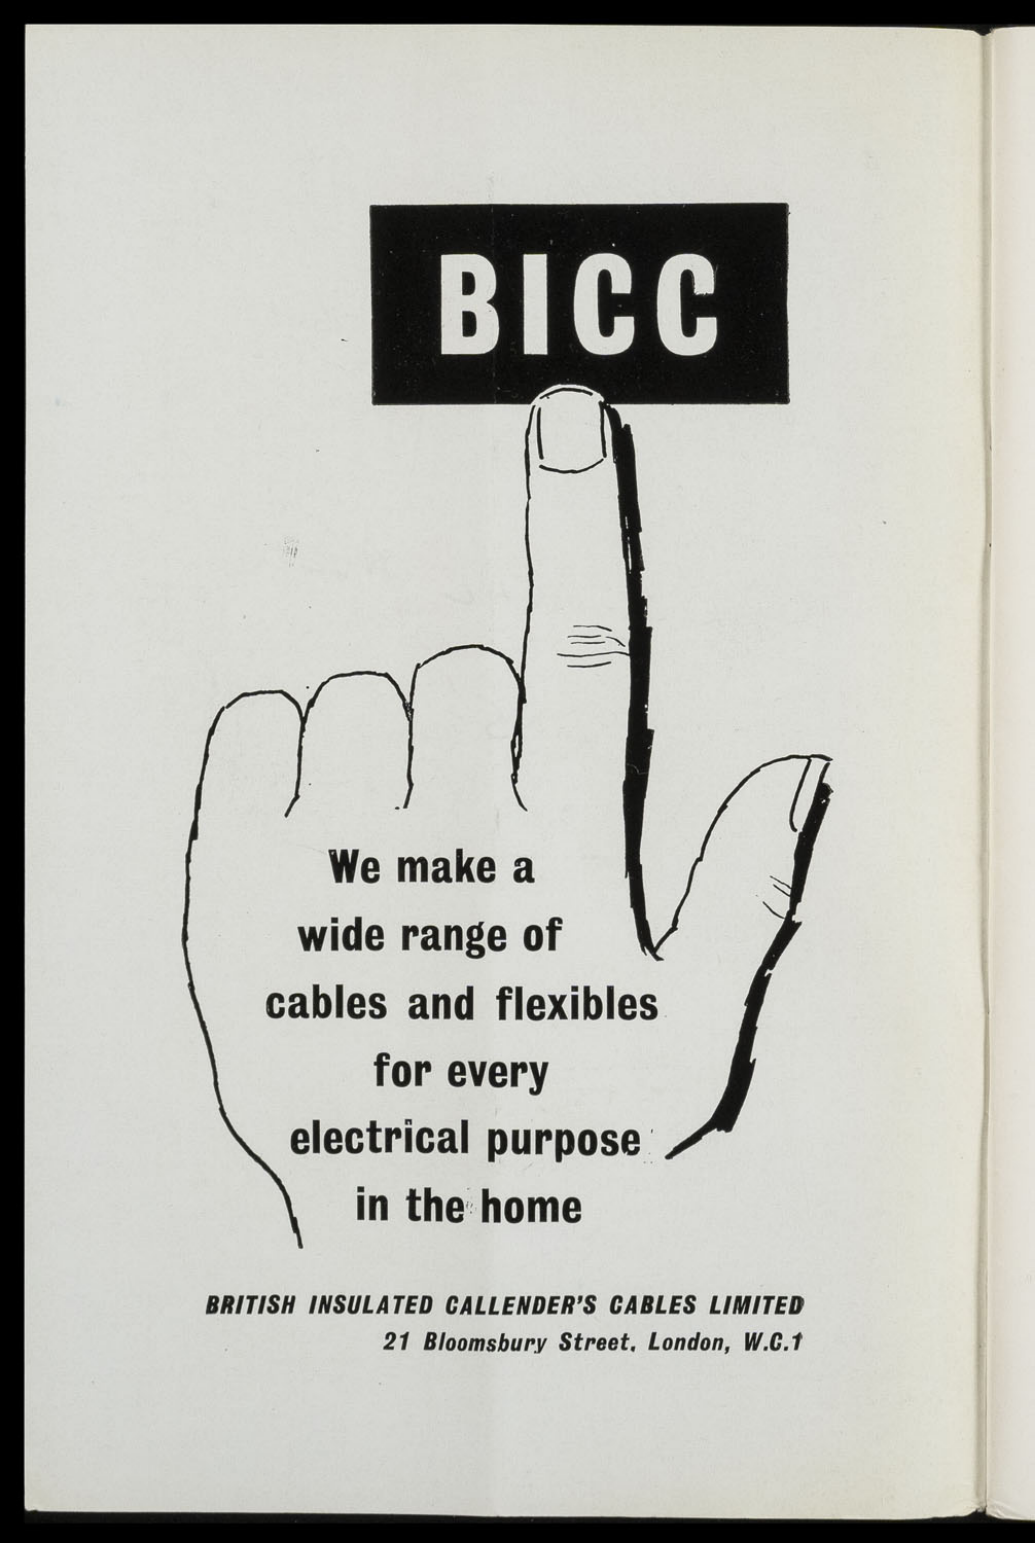 BICC
We make a
wide range of
cables and flexibles
for every
electrical purpose
in the home
BRITISH INSULATED CALLENDER'S CABLES LIMITED
21 Bloomsbury Street, London, W.C.1